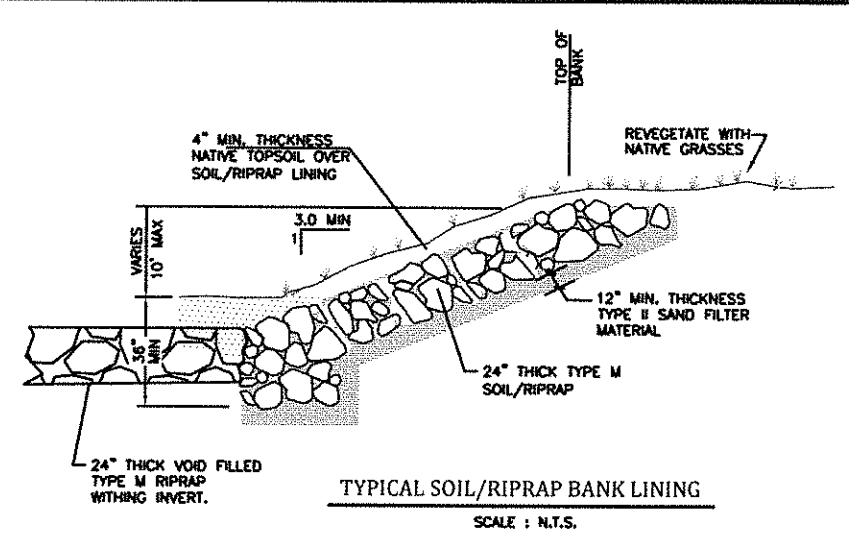 TOP OF
BANK
4" MIN. THICKNESS
NATIVE TOPSOIL OVER
SOIL/RIPRAP LINING
REVEGETATE WITH
NATIVE GRASSES
3.0 MIN
1
VARIES
10' MAX
36"
MIN
12" MIN. THICKNESS
TYPE II SAND FILTER
MATERIAL
24" THICK TYPE M
SOIL/RIPRAP
24" THICK VOID FILLED
TYPE M RIPRAP
WITHING INVERT.
TYPICAL SOIL/RIPRAP BANK LINING
SCALE : N.T.S.